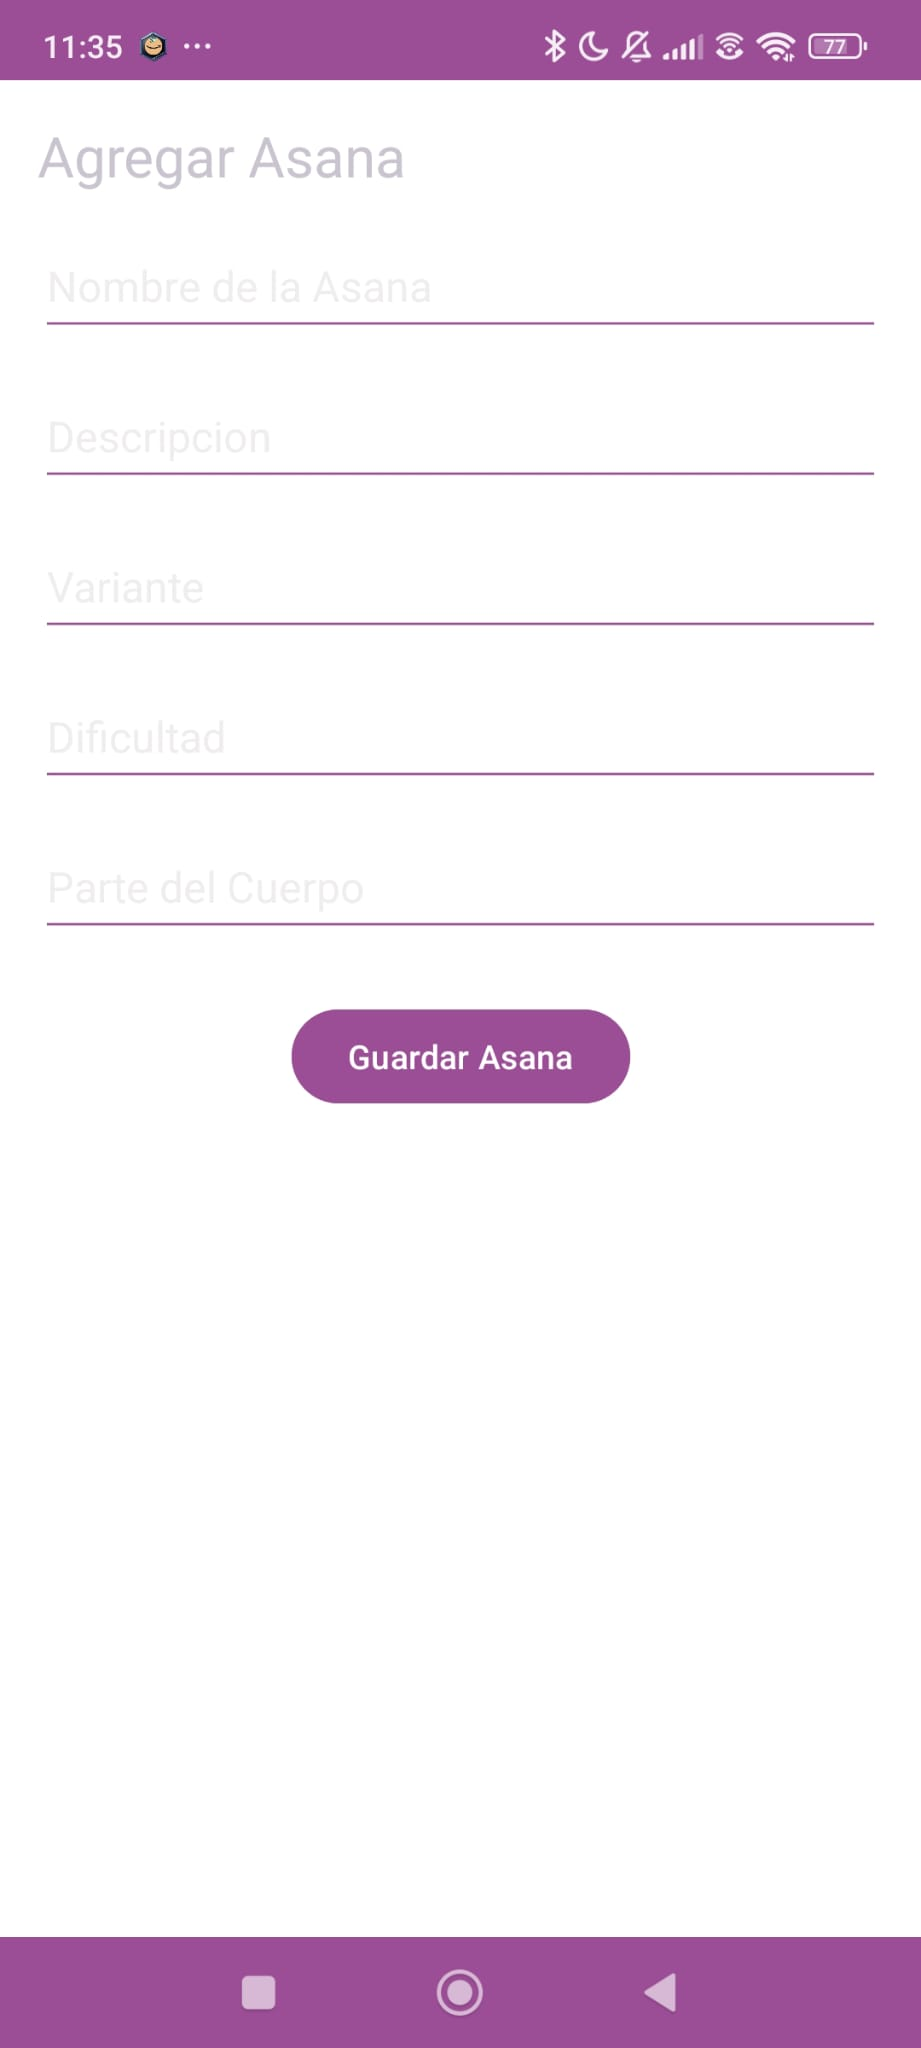 11:35
77
Agregar Asana
Nombre de la Asana
Descripcion
Variante
Dificultad
Parte del Cuerpo
Guardar Asana